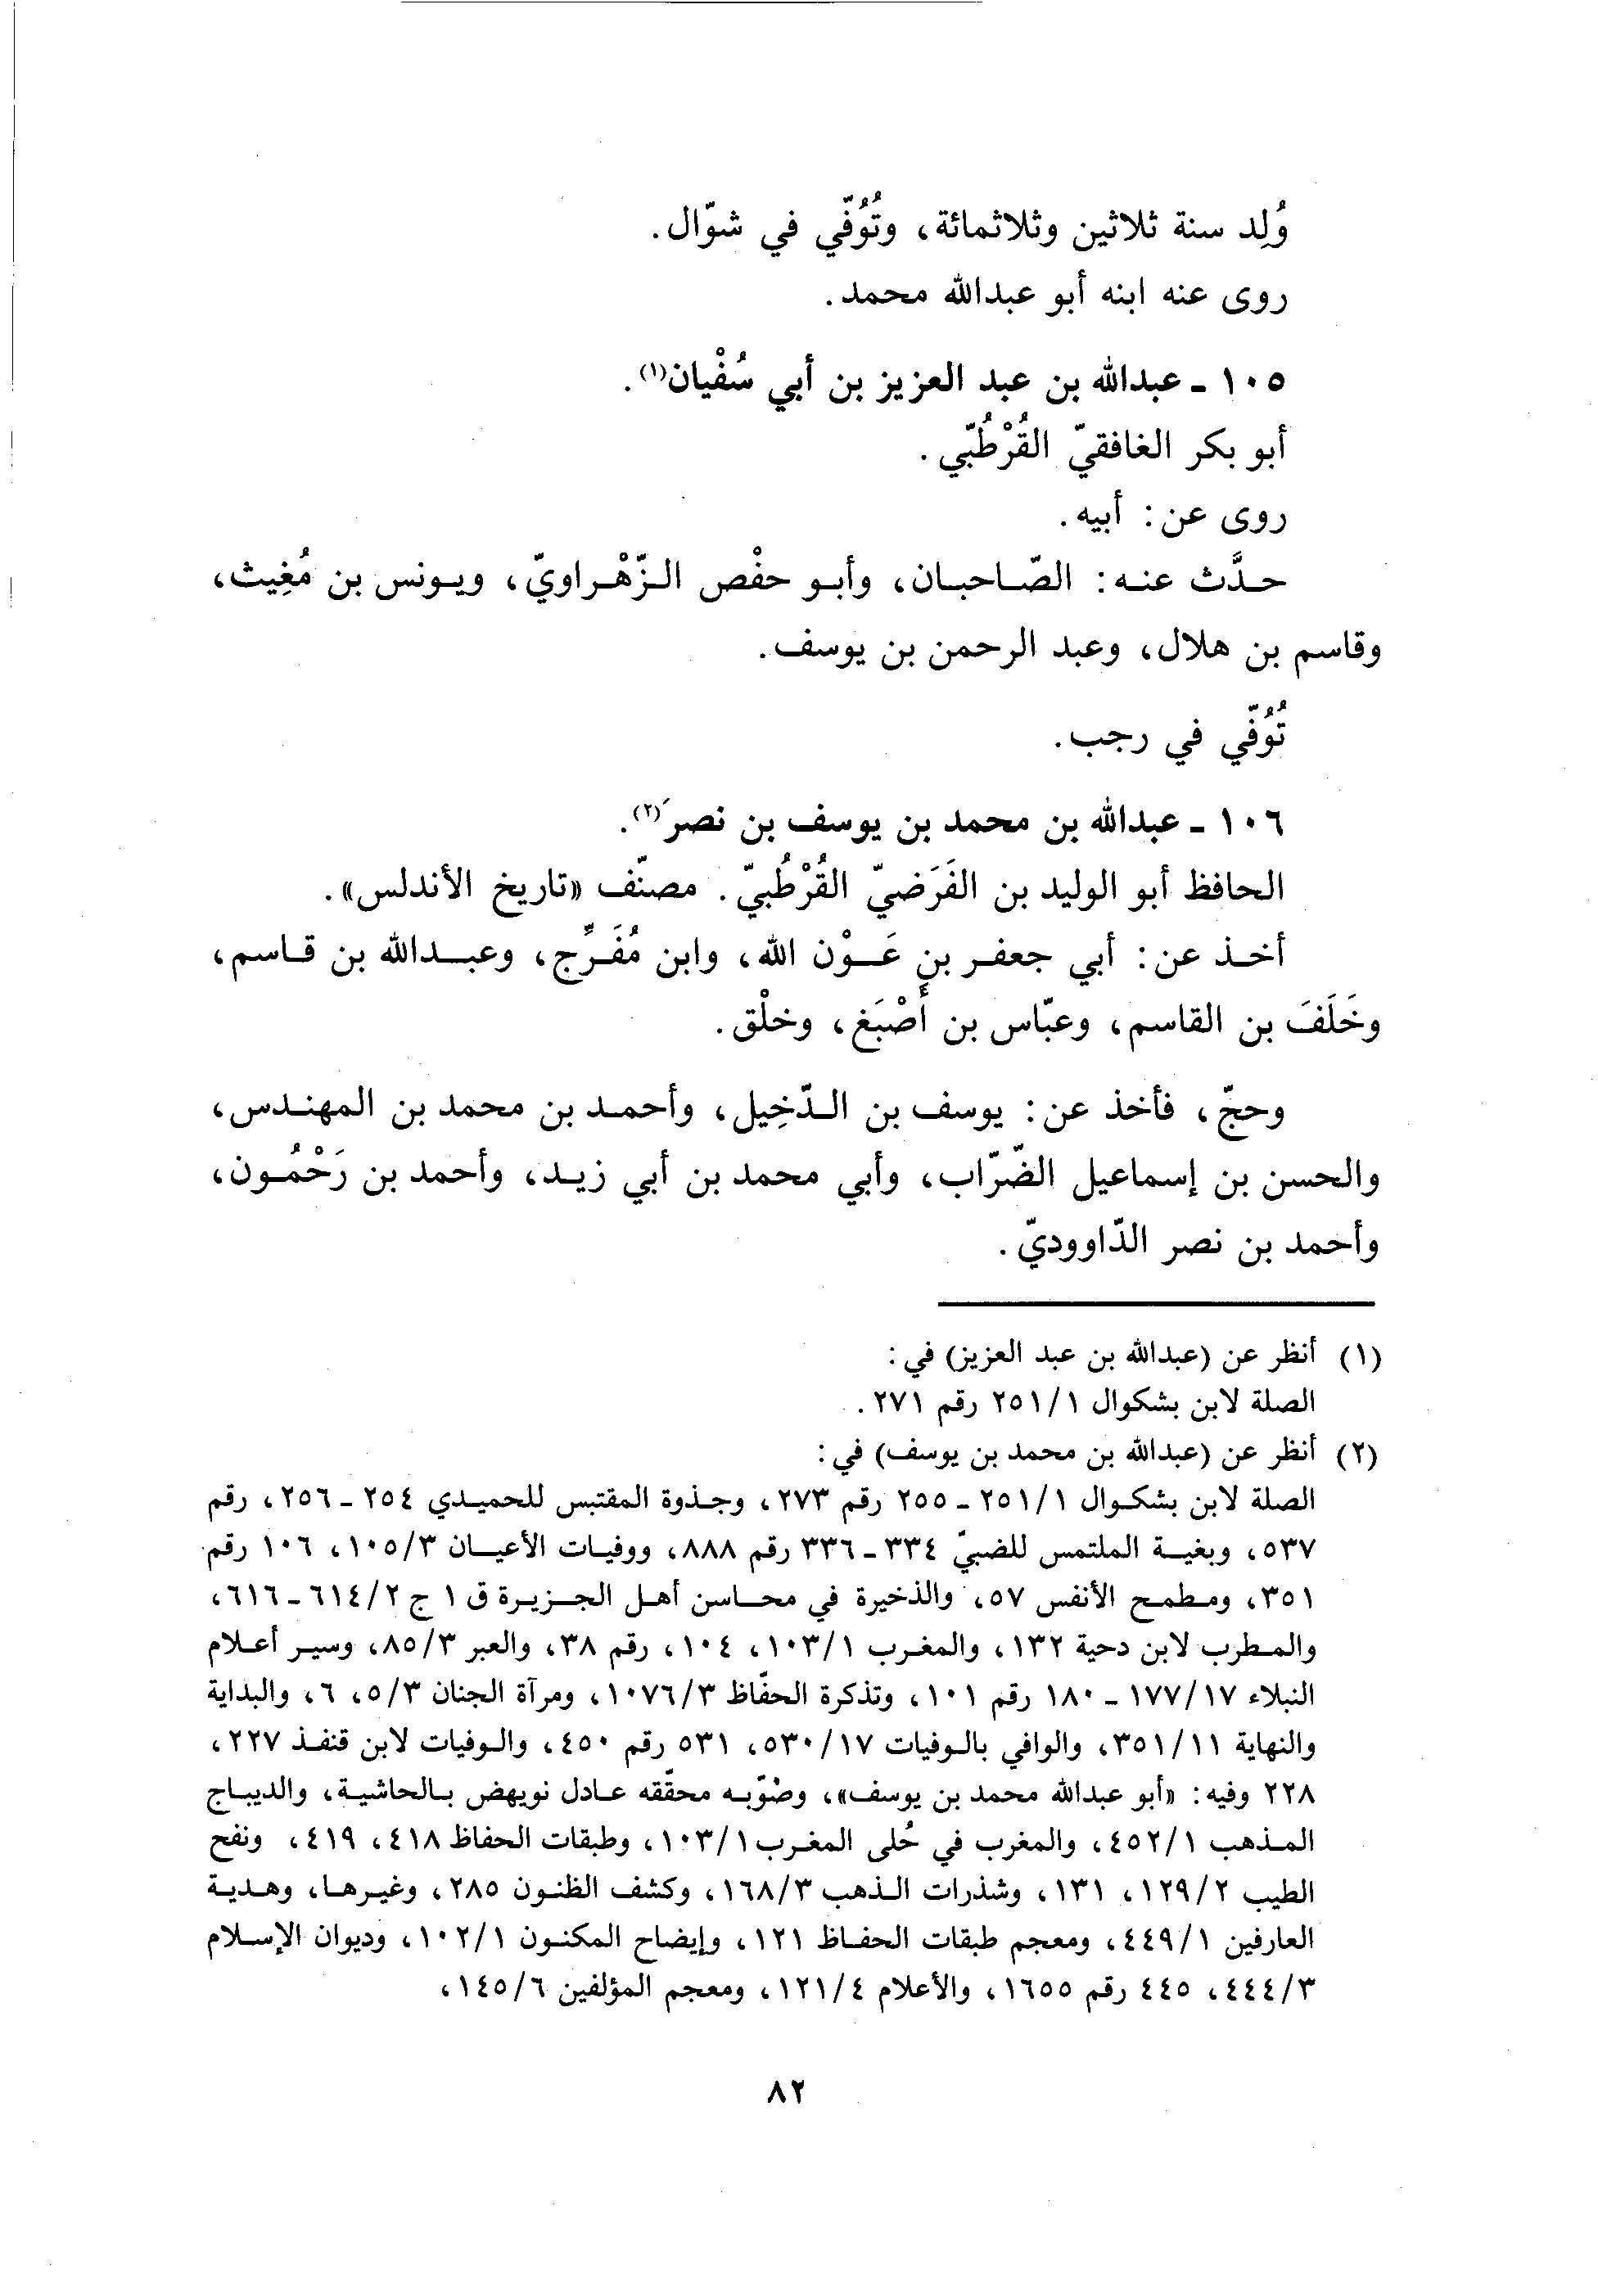 وُلِد سنة ثلاثين وثلاثمائة، وتُوُفّي في شوّال.
روى عنه ابنه أبو عبدالله محمد.
١٠٥ ـ عبدالله بن عبد العزيز بن أبي سُفْيان(١).
أبو بكر الغافقيّ القُرْطُبّي.
روى عن: أبيه.
حدَّث عنه: الصّاحبان، وأبو حفْص الزّهْراويّ، ويونس بن مُغِيث،
وقاسم بن هلال، وعبد الرحمن بن يوسف.
تُوُفّي في رجب.
١٠٦ ـ عبدالله بن محمد بن يوسف بن نصر(٢).
الحافظ أبو الوليد بن الفَرَضيّ القُرْطُبيّ. مصنّف «تاريخ الأندلس».
أخذ عن: أبي جعفر بن عَوْن الله، وابن مُفَرِّج، وعبدالله بن قاسم،
وخَلَفَ بن القاسم، وعبّاس بن أَصْبَغ، وخلْق.
وحجّ، فأخذ عن: يوسف بن الدّخِيل، وأحمد بن محمد بن المهندس،
والحسن بن إسماعيل الضّرّاب، وأبي محمد بن أبي زيد، وأحمد بن رَحْمُون،
وأحمد بن نصر الدّاووديّ.
(١) أنظر عن (عبدالله بن عبد العزيز) في:
الصلة لابن بشكوال ٢٥١/١ رقم ٢٧١.
(٢) أنظر عن (عبدالله بن محمد بن يوسف) في:
الصلة لابن بشكوال ٢٥١/١ ـ ٢٥٥ رقم ٢٧٣، وجذوة المقتبس للحميدي ٢٥٤ ـ ٢٥٦، رقم
٥٣٧، وبغية الملتمس للضبيّ ٣٣٤ ـ ٣٣٦ رقم ٨٨٨، ووفيات الأعيان ١٠٥/٣، ١٠٦ رقم
٣٥١، ومطمح الأنفس ٥٧، والذخيرة في محاسن أهل الجزيرة ق ١ ج ٦١٤/٢ ـ ٦١٦،
والمطرب لابن دحية ١٣٢، والمغرب ١٠٣/١، ١٠٤، رقم ٣٨، والعبر ٨٥/٣، وسير أعلام
النبلاء ١٧٧/١٧ ـ ١٨٠ رقم ١٠١، وتذكرة الحفّاظ ١٠٧٦/٣، ومرآة الجنان ٥/٣، ٦، والبداية
والنهاية ٣٥١/١١، والوافي بالوفيات ٥٣٠/١٧، ٥٣١ رقم ٤٥٠، والوفيات لابن قنفذ ٢٢٧،
٢٢٨ وفيه: «أبو عبدالله محمد بن يوسف»، وضوّبه محقّقه عادل نويهض بالحاشية، والديباج
المذهب ٤٥٢/١، والمغرب في حُلى المغرب ١٠٣/١، وطبقات الحفاظ ٤١٨، ٤١٩، ونفح
الطيب ١٢٩/٢، ١٣١، وشذرات الذهب ١٦٨/٣، وكشف الظنون ٢٨٥، وغيرها، وهدية
العارفين ٤٤٩/١، ومعجم طبقات الحفاظ ١٢١، وإيضاح المكنون ١٠٢/١، وديوان الإسلام
٤٤٤/٣، ٤٤٥ رقم ١٦٥٥، والأعلام ١٢١/٤، ومعجم المؤلفين ١٤٥/٦،
٨٢